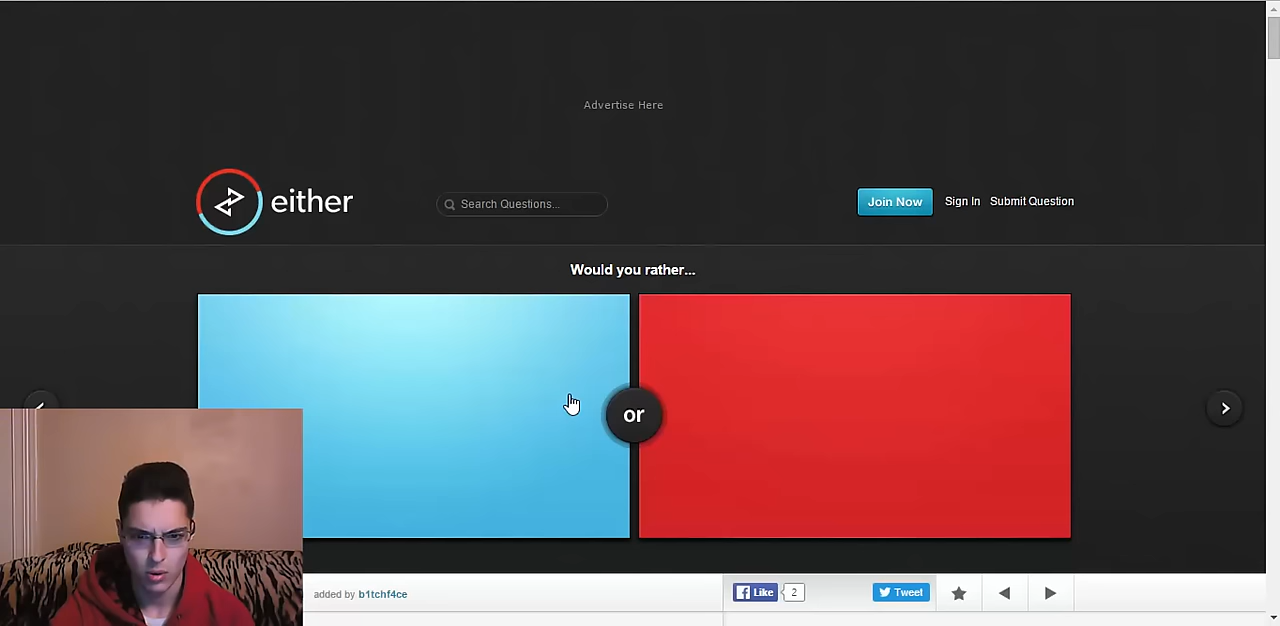 Advertise Here
either
Search Questions...
Join Now
Sign In
Submit Question
Would you rather...
or
added by b1tchf4ce
Like
2
Tweet